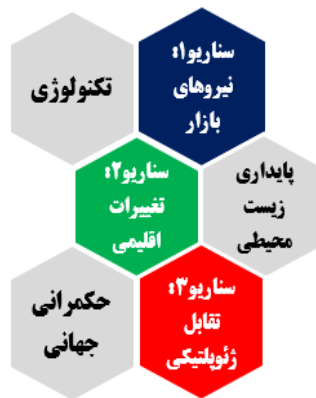 سناریو۱:
نیروهای
بازار
تکنولوژی
سناریو۲:
تغییرات
اقلیمی
پایداری
زیست
محیطی
سناریو۳:
تقابل
ژئوپلتیکی
حکمرانی
جهانی